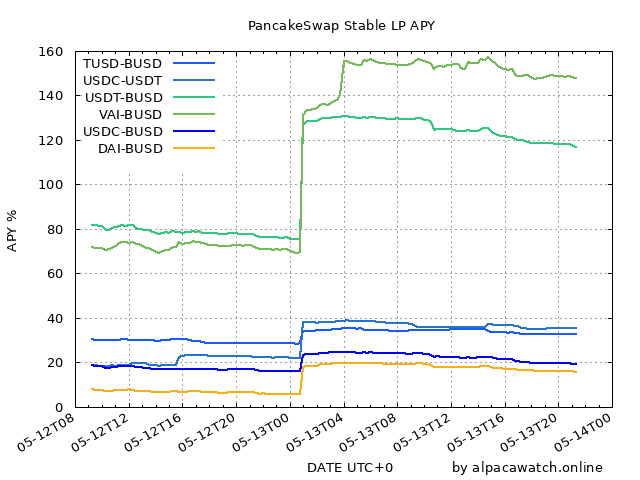 PancakeSwap Stable LP APY
160
140
120
100
80
60
40
20
0
APY %
TUSD-BUSD
USDC-USDT
USDT-BUSD
VAI-BUSD
USDC-BUSD
DAI-BUSD
05-12T08
05-12T12
05-12T16
05-12T20
05-13T00
05-13T04
05-13T08
05-13T12
05-13T16
05-13T20
05-14T00
DATE UTC+0
by alpacawatch.online